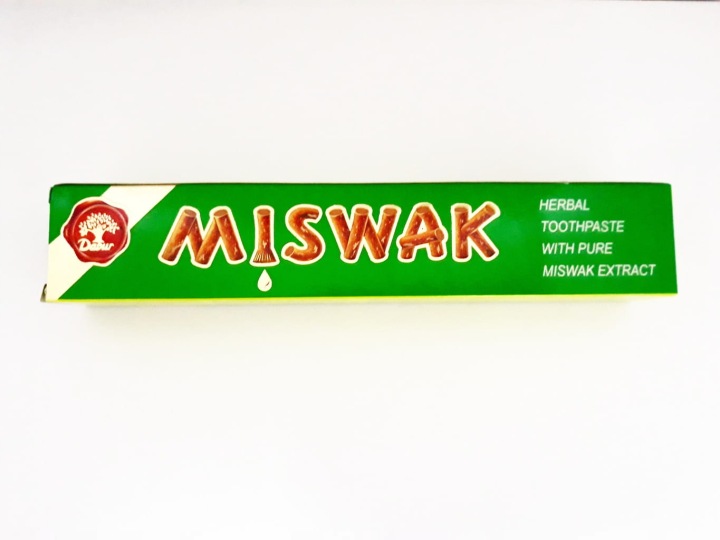 Dabur
MISWAK
HERBAL
TOOTHPASTE
WITH PURE
MISWAK EXTRACT